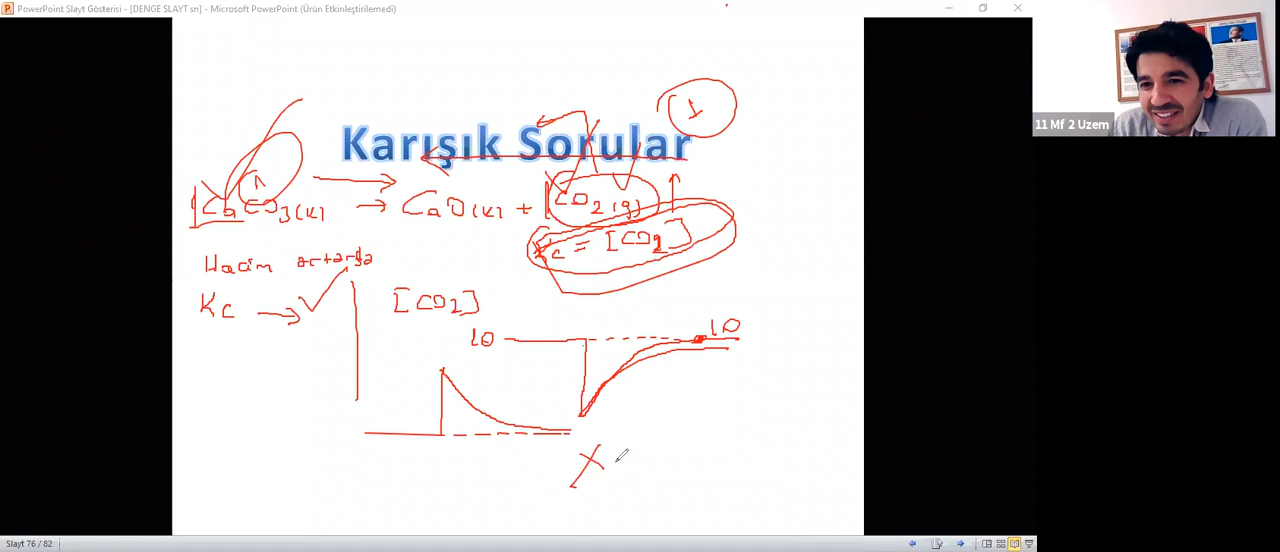 PowerPoint Slayt Gösterisi - [DENGE SLAYT sn] - Microsoft PowerPoint (Ürün Etkinleştirilemedi)
11 Mf 2 Uzem
1
Karışık Sorular
CaCO3(k) → CaO(k) + CO2(g)
Kc = [CO2]
Hacim artarsa
Kc →
[CO2]
10
10
X
Slayt 76 / 82